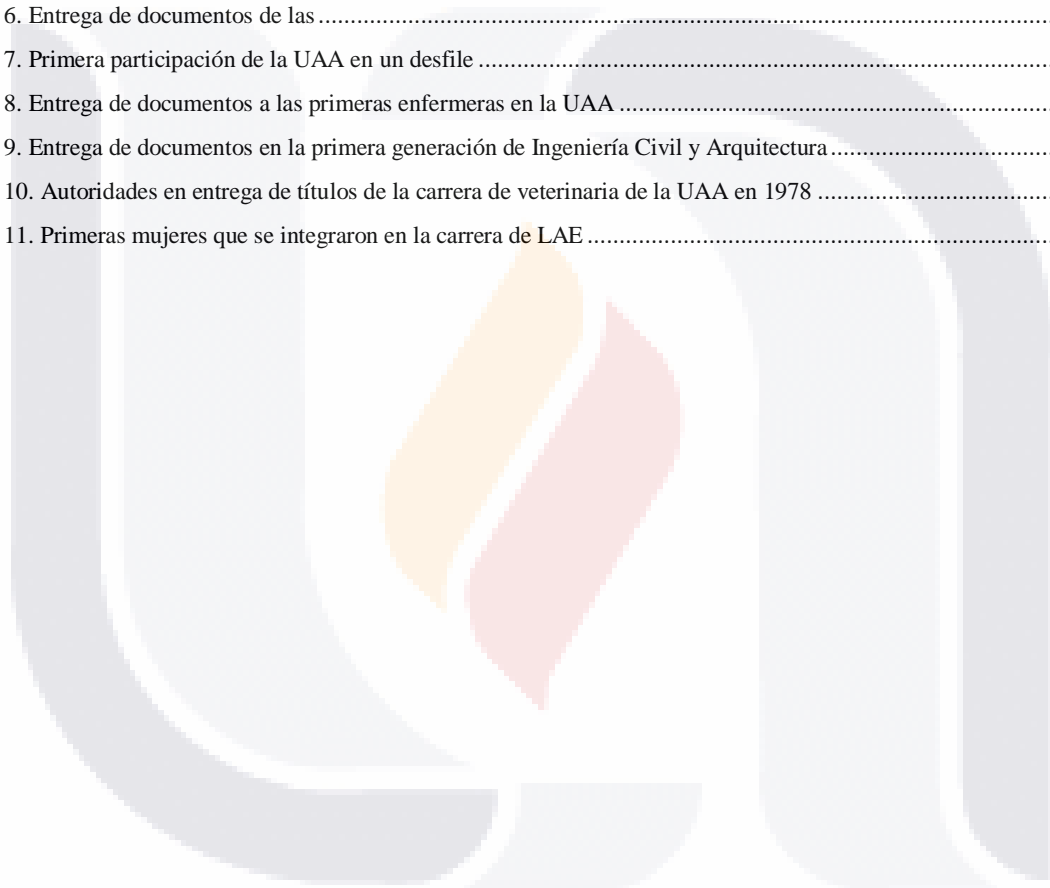 6. Entrega de documentos de las ....................................................................................................
7. Primera participación de la UAA en un desfile ....................................................................................................
8. Entrega de documentos a las primeras enfermeras en la UAA ....................................................................................................
9. Entrega de documentos en la primera generación de Ingeniería Civil y Arquitectura ....................................................................................................
10. Autoridades en entrega de títulos de la carrera de veterinaria de la UAA en 1978 ....................................................................................................
11. Primeras mujeres que se integraron en la carrera de LAE ....................................................................................................